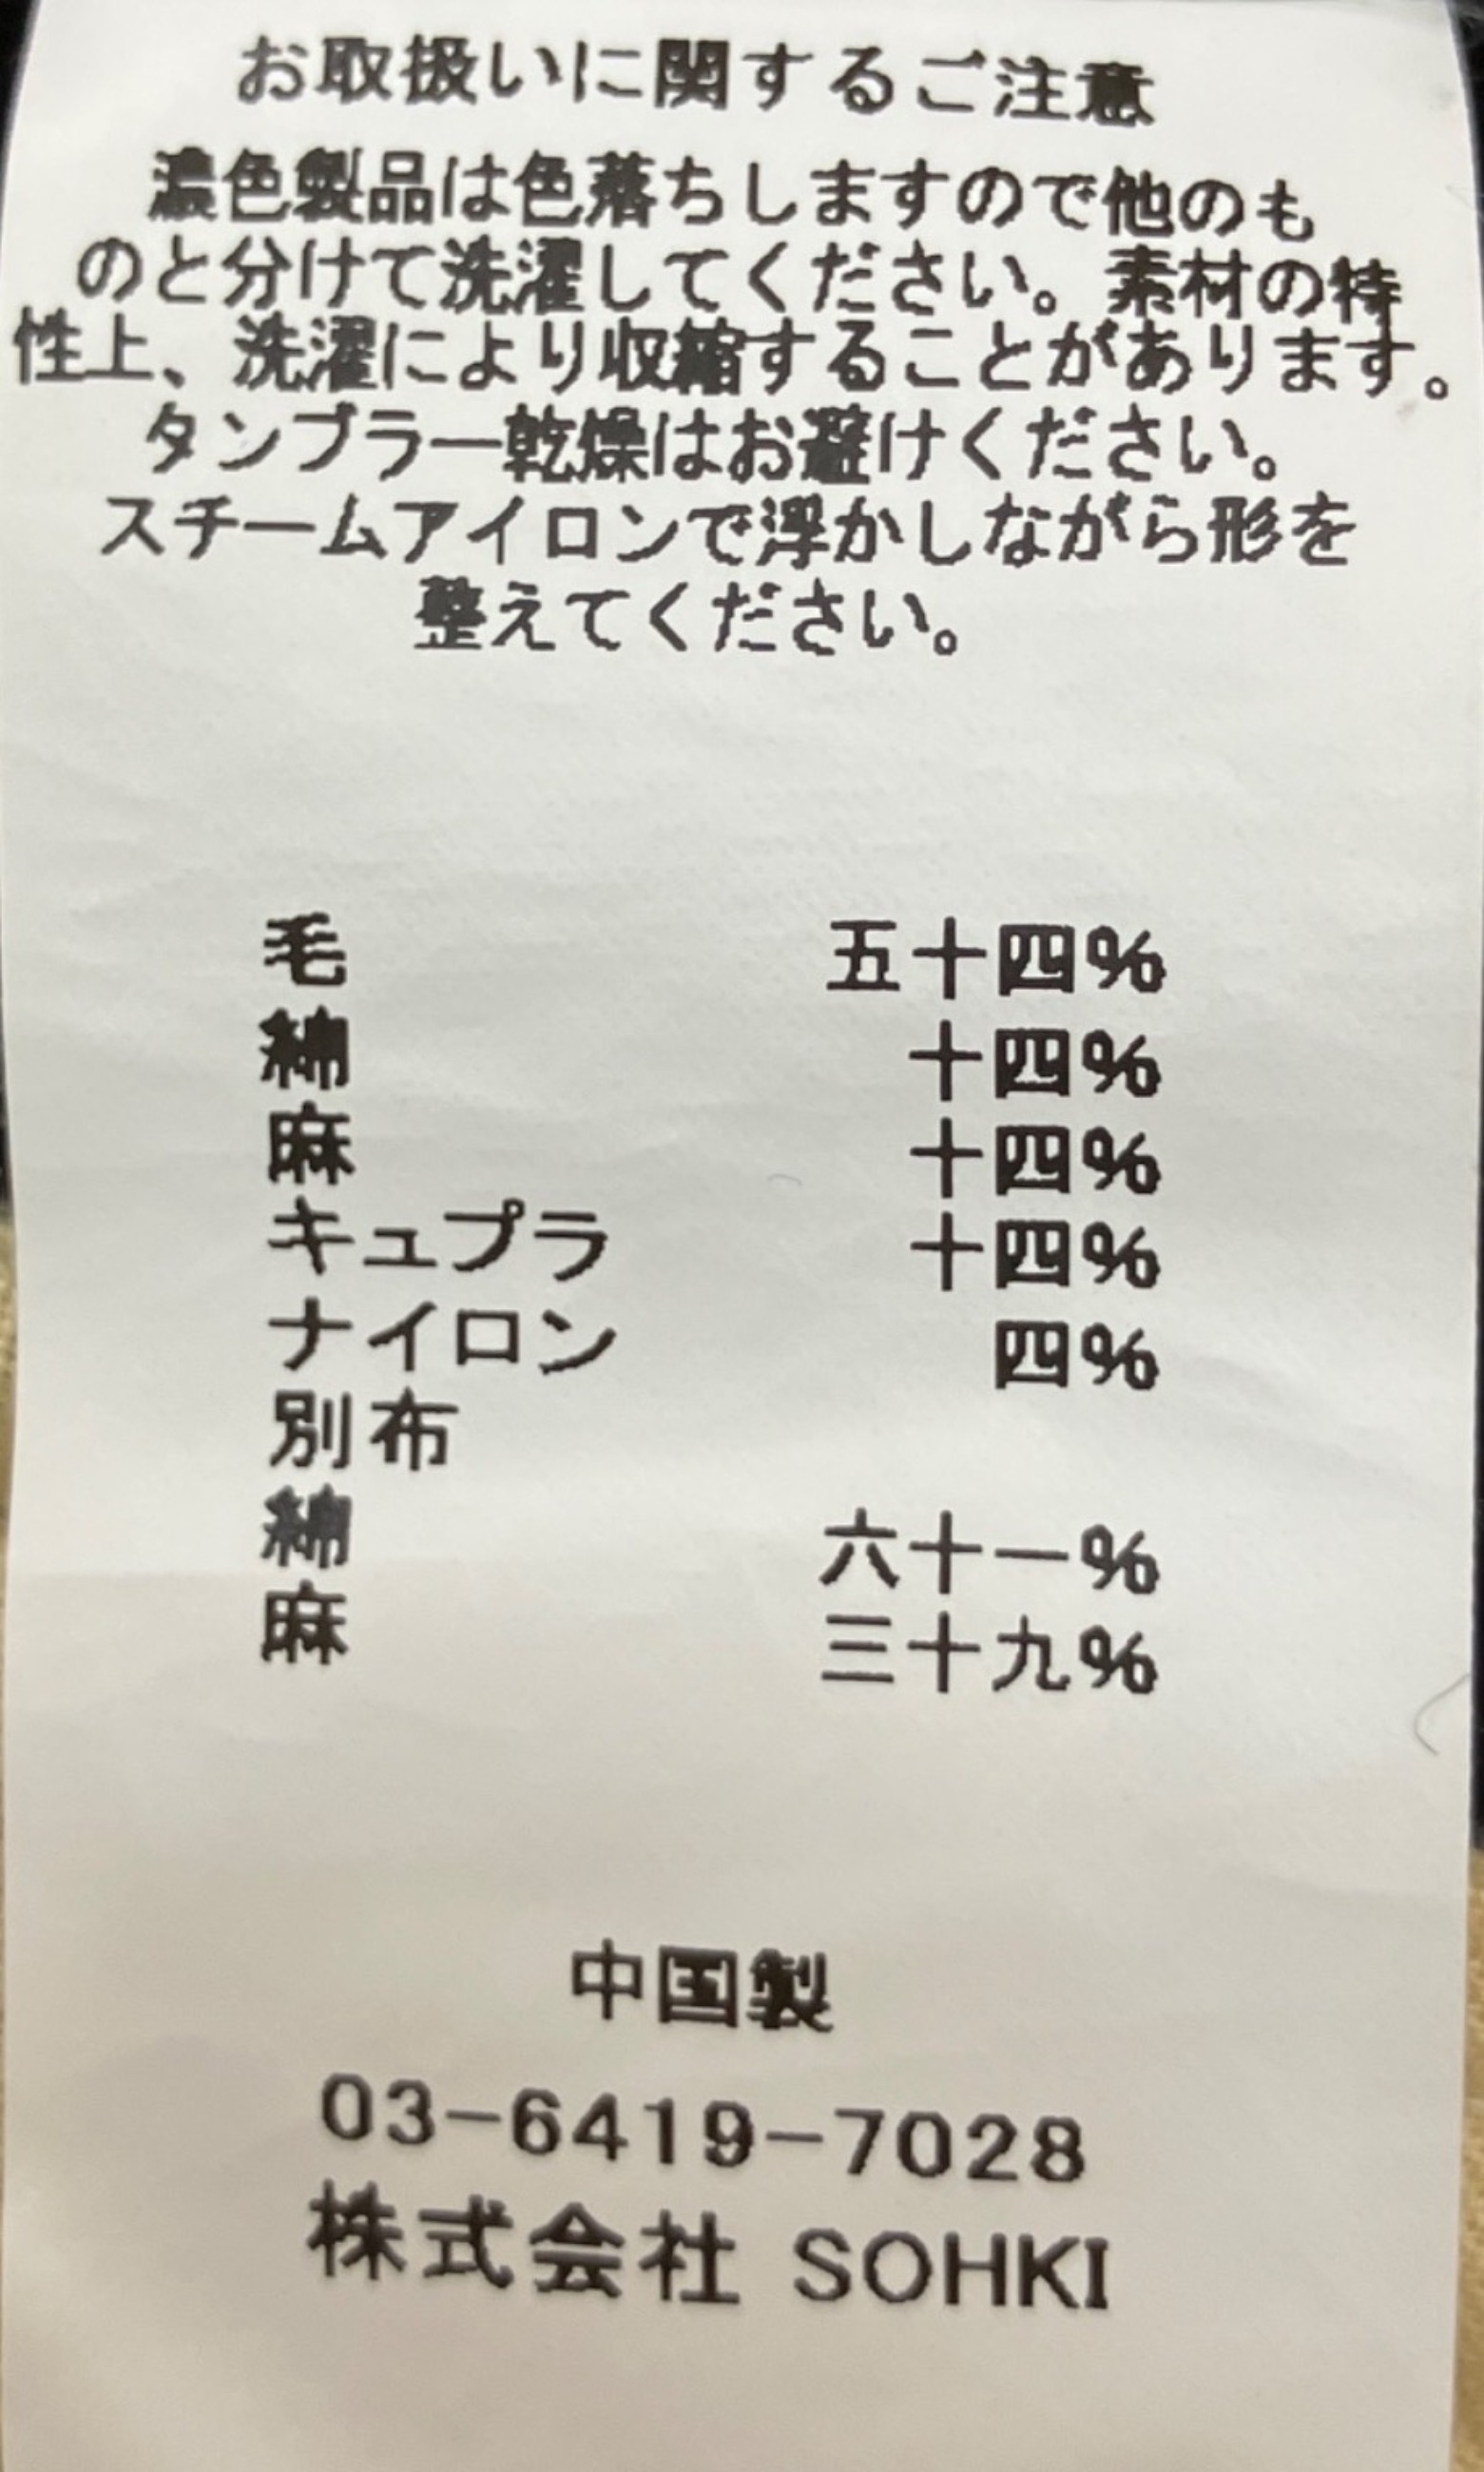 お取扱いに関するご注意
濃色製品は色落ちしますので他のも
のと分けて洗濯してください。素材の特
性上、洗濯により収縮することがあります。
タンブラー乾燥はお避けください。
スチームアイロンで浮かしながら形を
整えてください。
毛 五十四%
綿 十四%
麻 十四%
キュプラ 十四%
ナイロン 四%
別布
綿 六十一%
麻 三十九%
中国製
03-6419-7028
株式会社 SOHKI